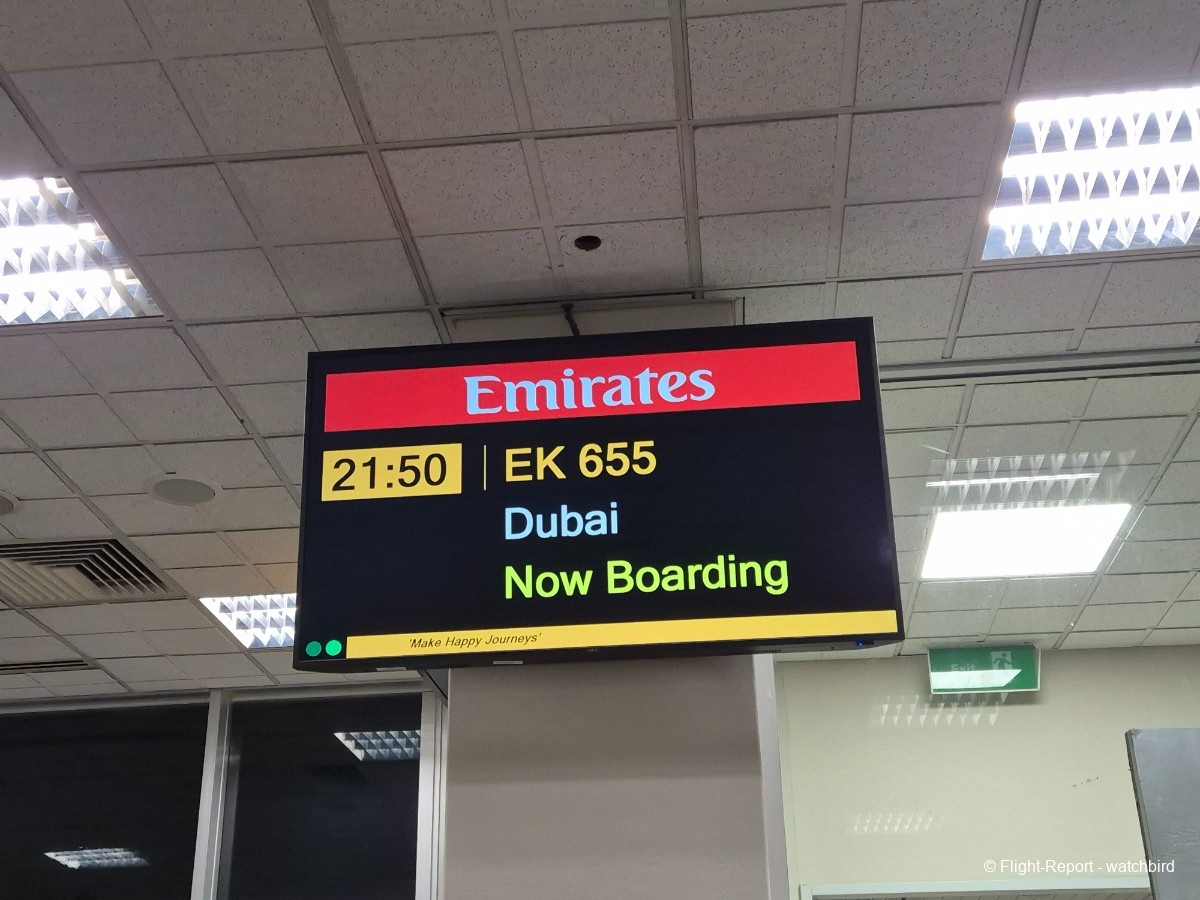 Emirates
21:50 EK 655
Dubai
Now Boarding
'Make Happy Journeys'
Exit
© Flight-Report - watchbird